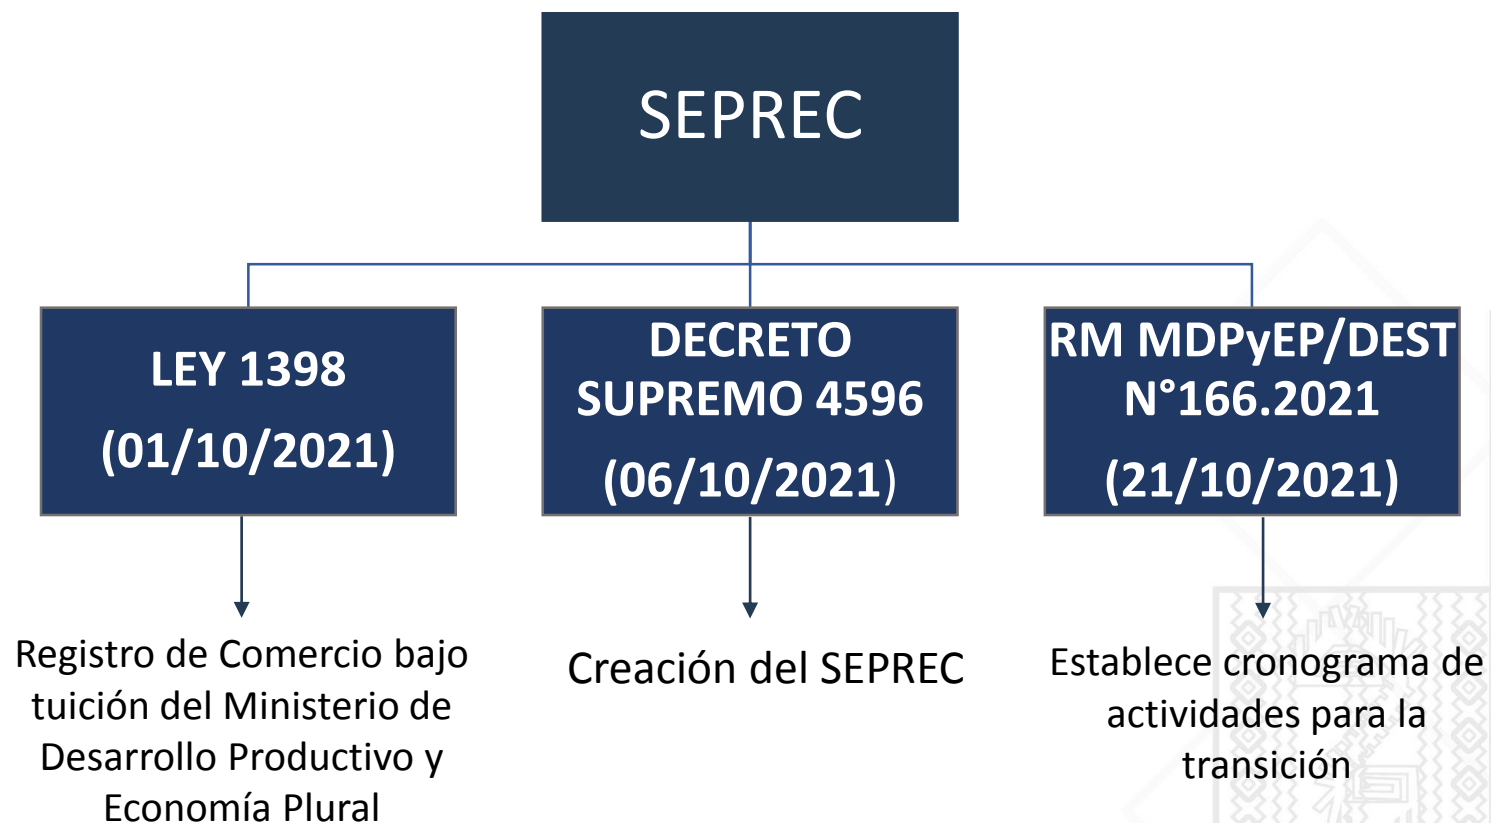 SEPREC
LEY 1398
(01/10/2021)
DECRETO
SUPREMO 4596
(06/10/2021)
RM MDPyEP/DEST
N°166.2021
(21/10/2021)
Registro de Comercio bajo
tuición del Ministerio de
Desarrollo Productivo y
Economía Plural
Creación del SEPREC
Establece cronograma de
actividades para la
transición